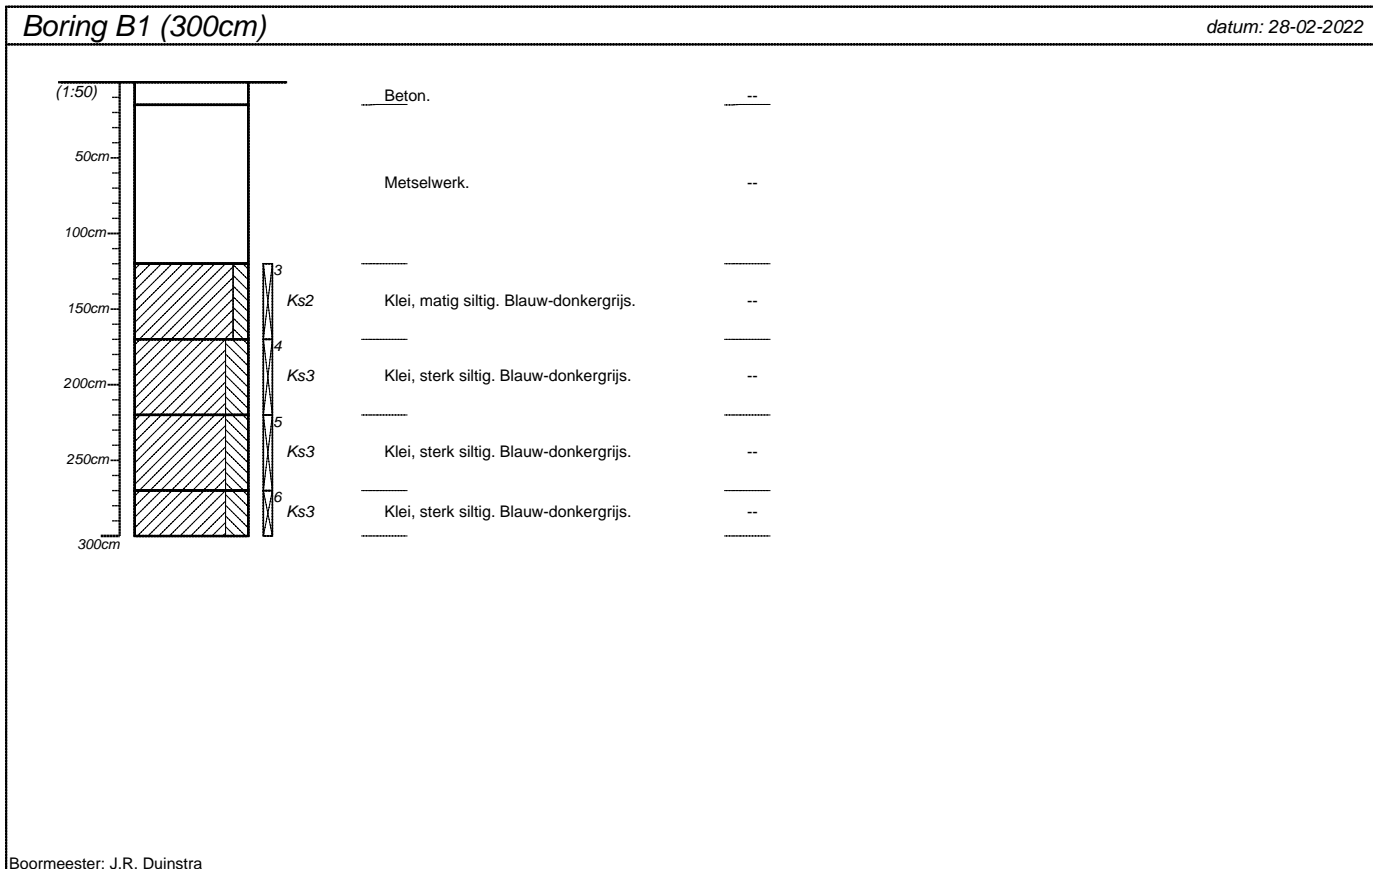 Boring B1 (300cm)
datum: 28-02-2022
(1:50)
Beton.
--
50cm
Metselwerk.
--
100cm
3
150cm
Ks2
Klei, matig siltig. Blauw-donkergrijs.
--
4
200cm
Ks3
Klei, sterk siltig. Blauw-donkergrijs.
--
5
250cm
Ks3
Klei, sterk siltig. Blauw-donkergrijs.
--
6
Ks3
Klei, sterk siltig. Blauw-donkergrijs.
--
300cm
Boormeester: J.R. Duinstra